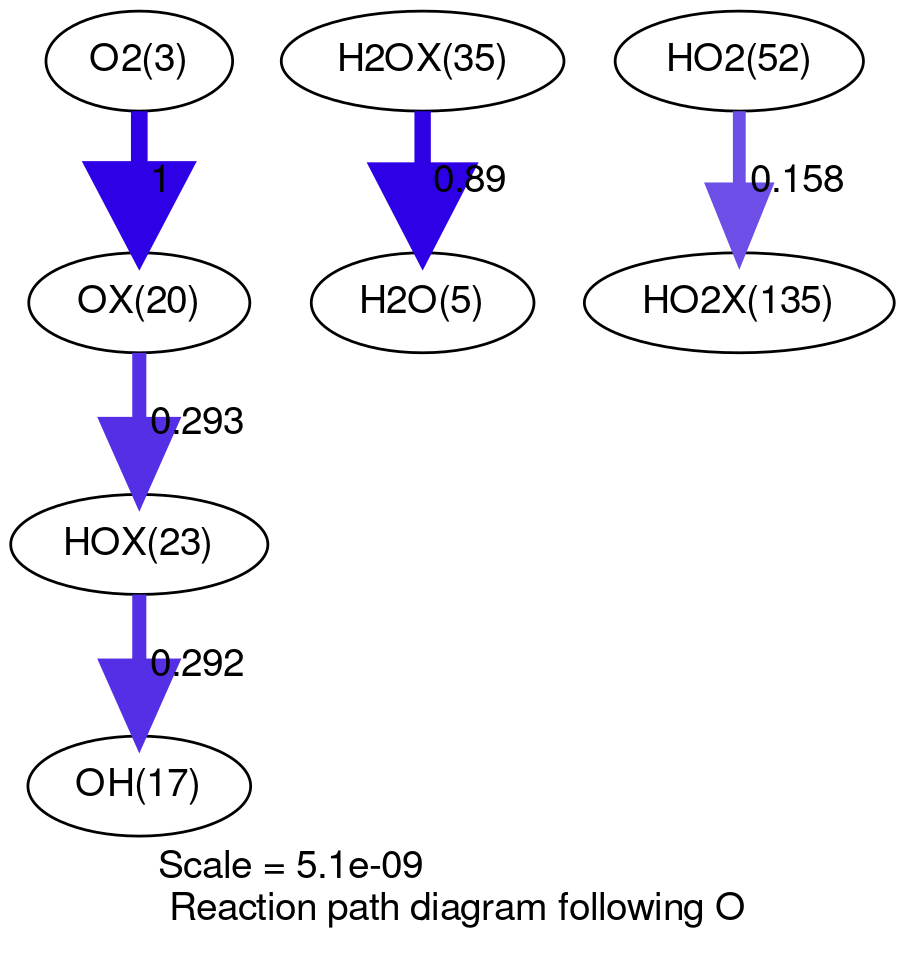 O2(3)
H2OX(35)
HO2(52)
1
0.89
0.158
OX(20)
H2O(5)
HO2X(135)
0.293
HOX(23)
0.292
OH(17)
Scale = 5.1e-09
Reaction path diagram following O